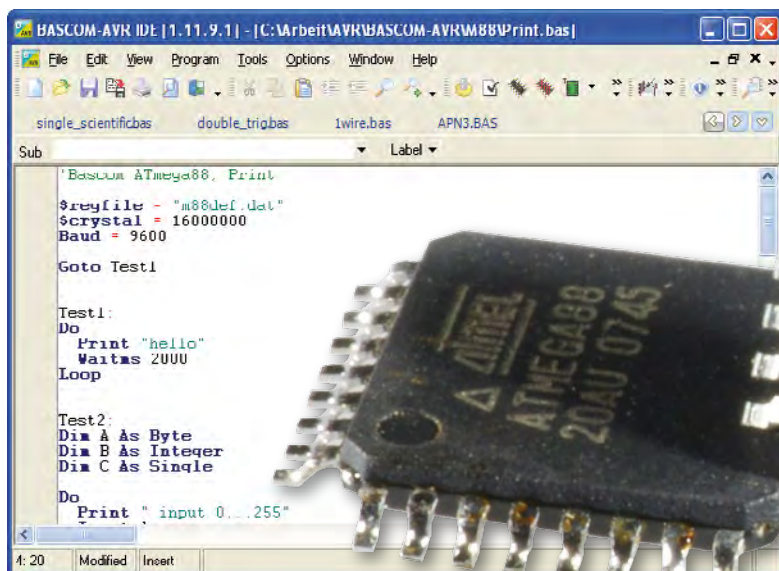 BASCOM-AVR IDE [1.11.9.1] - [C:\Arbeit\AVR\BASCOM-AVR\M88\Print.bas]
File Edit View Program Tools Options Window Help
single_scientific.bas double_trig.bas 1wire.bas APN3.BAS
Sub Label
'Bascom ATmega88, Print
$regfile = "m88def.dat"
$crystal = 16000000
Baud = 9600
Goto Test1
Test1:
Do
Print "hello"
Waitms 2000
Loop
Test2:
Dim A As Byte
Dim B As Integer
Dim C As Single
Do
Print " input 0...255"
4: 20 Modified Insert
ATMEL
ATMEGA88
20AU 0745